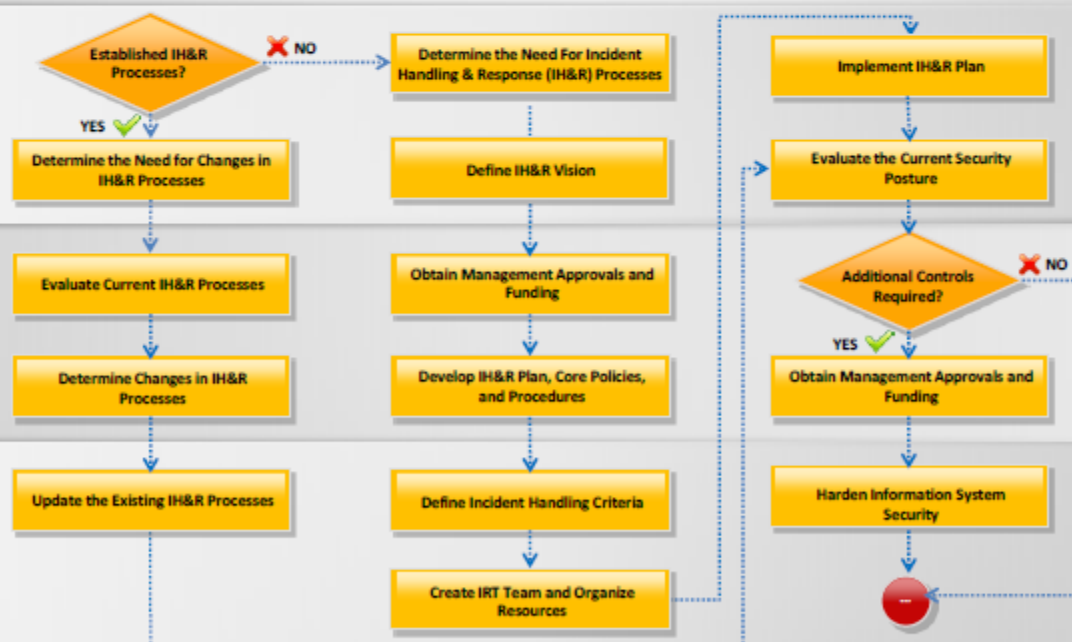 Established IH&R
Processes?
NO
YES
Determine the Need for Changes in
IH&R Processes
Evaluate Current IH&R Processes
Determine Changes in IH&R
Processes
Update the Existing IH&R Processes
Determine the Need For Incident
Handling & Response (IH&R) Processes
Define IH&R Vision
Obtain Management Approvals and
Funding
Develop IH&R Plan, Core Policies,
and Procedures
Define Incident Handling Criteria
Create IRT Team and Organize
Resources
Implement IH&R Plan
Evaluate the Current Security
Posture
Additional Controls
Required?
NO
YES
Obtain Management Approvals and
Funding
Harden Information System
Security
...